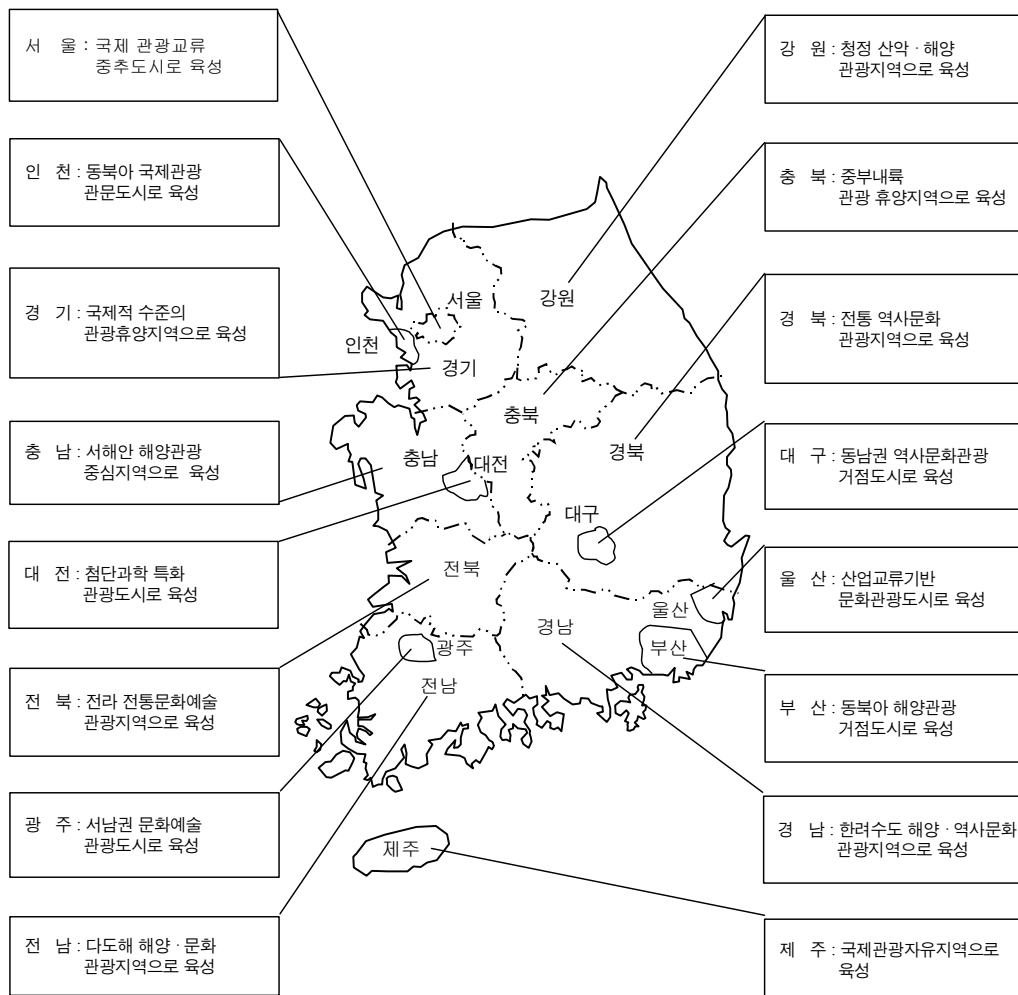 서 울 : 국제 관광교류
중추도시로 육성
인 천 : 동북아 국제관광
관문도시로 육성
경 기 : 국제적 수준의
관광휴양지역으로 육성
충 남 : 서해안 해양관광
중심지역으로 육성
대 전 : 첨단과학 특화
관광도시로 육성
전 북 : 전라 전통문화예술
관광지역으로 육성
광 주 : 서남권 문화예술
관광도시로 육성
전 남 : 다도해 해양 · 문화
관광지역으로 육성
서울
강원
인천
경기
충북
충남
대전
경북
대구
전북
울산
경남
부산
광주
전남
제주
강 원 : 청정 산악 · 해양
관광지역으로 육성
충 북 : 중부내륙
관광 휴양지역으로 육성
경 북 : 전통 역사문화
관광지역으로 육성
대 구 : 동남권 역사문화관광
거점도시로 육성
울 산 : 산업교류기반
문화관광도시로 육성
부 산 : 동북아 해양관광
거점도시로 육성
경 남 : 한려수도 해양 · 역사문화
관광지역으로 육성
제 주 : 국제관광자유지역으로
육성